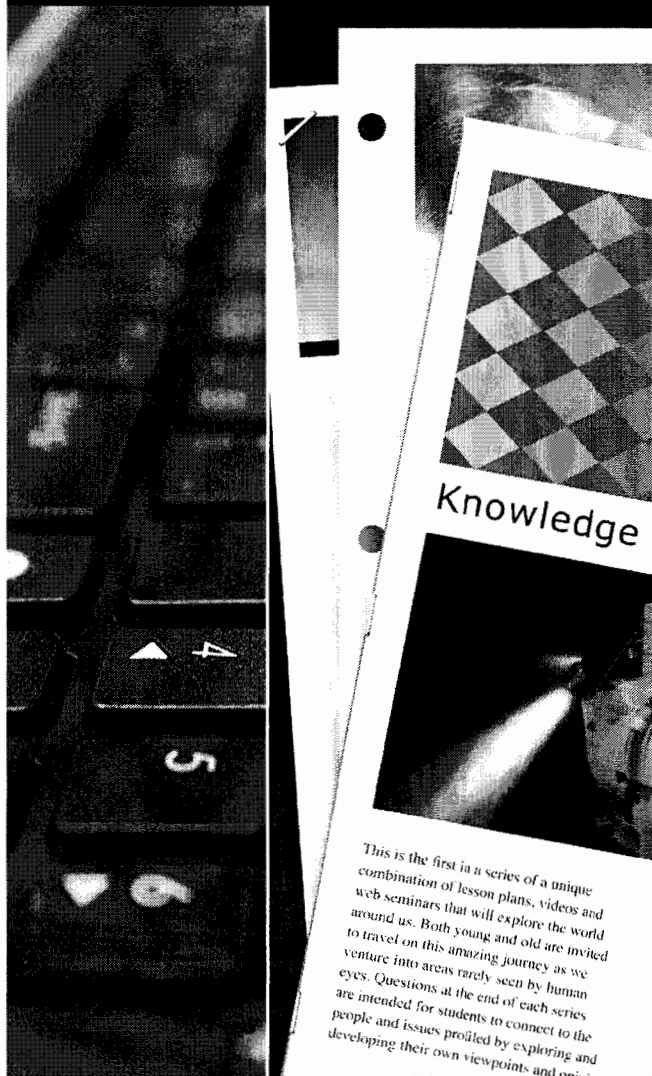 4
5
6
Knowledge
This is the first in a series of a unique
combination of lesson plans, videos and
web seminars that will explore the world
around us. Both young and old are invited
to travel on this amazing journey as we
venture into areas rarely seen by human
eyes. Questions at the end of each series
are intended for students to connect to the
people and issues profiled by exploring and
developing their own viewpoints and